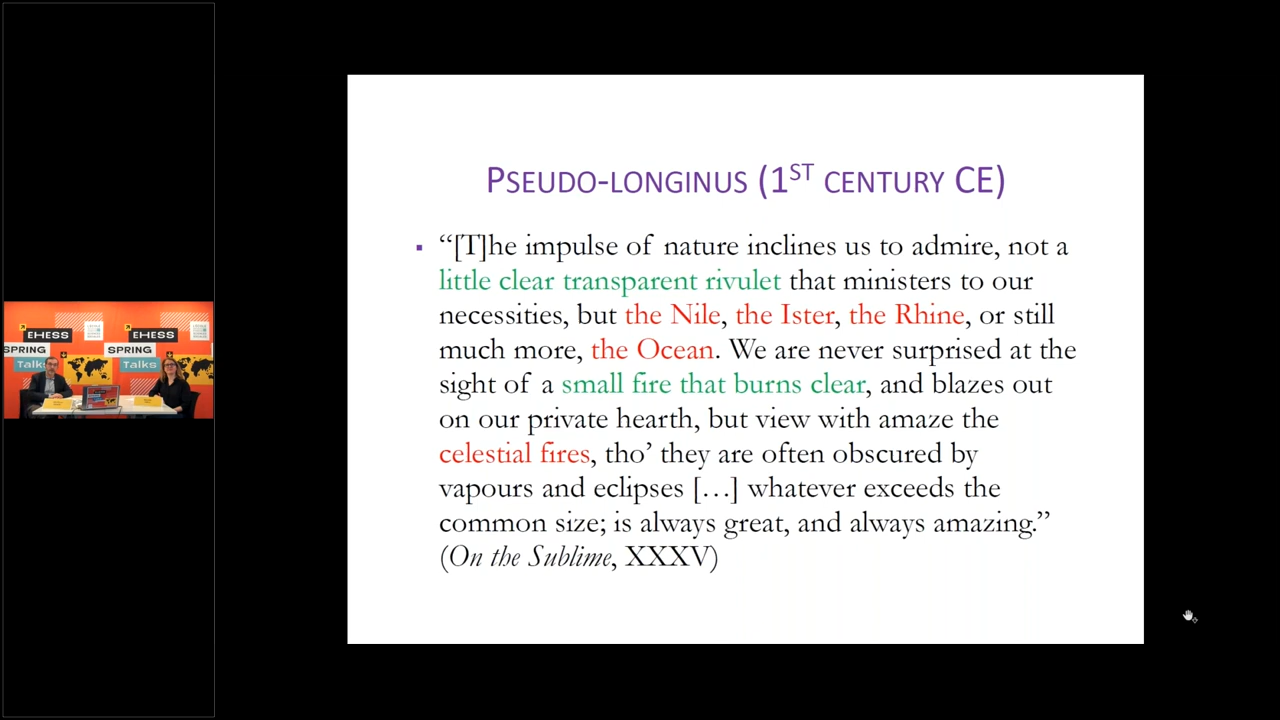 EHESS
EHESS
SPRING
SPRING
Talks
Talks
PSEUDO-LONGINUS (1ST CENTURY CE)
▪ “[T]he impulse of nature inclines us to admire, not a
little clear transparent rivulet that ministers to our
necessities, but the Nile, the Ister, the Rhine, or still
much more, the Ocean. We are never surprised at the
sight of a small fire that burns clear, and blazes out
on our private hearth, but view with amaze the
celestial fires, tho’ they are often obscured by
vapours and eclipses […] whatever exceeds the
common size; is always great, and always amazing.”
(On the Sublime, XXXV)